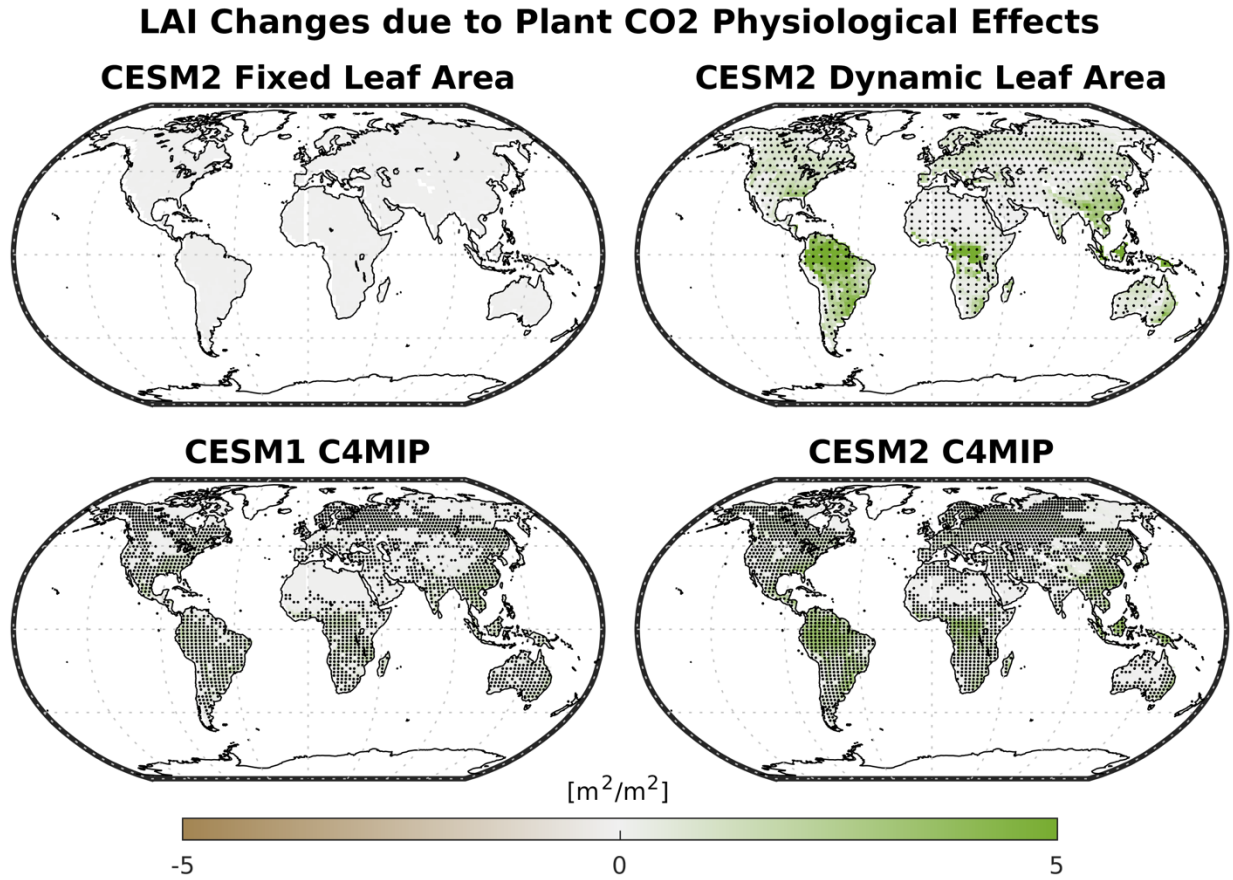 LAI Changes due to Plant CO2 Physiological Effects
CESM2 Fixed Leaf Area
CESM2 Dynamic Leaf Area
CESM1 C4MIP
CESM2 C4MIP
[m²/m²]
-5
0
5